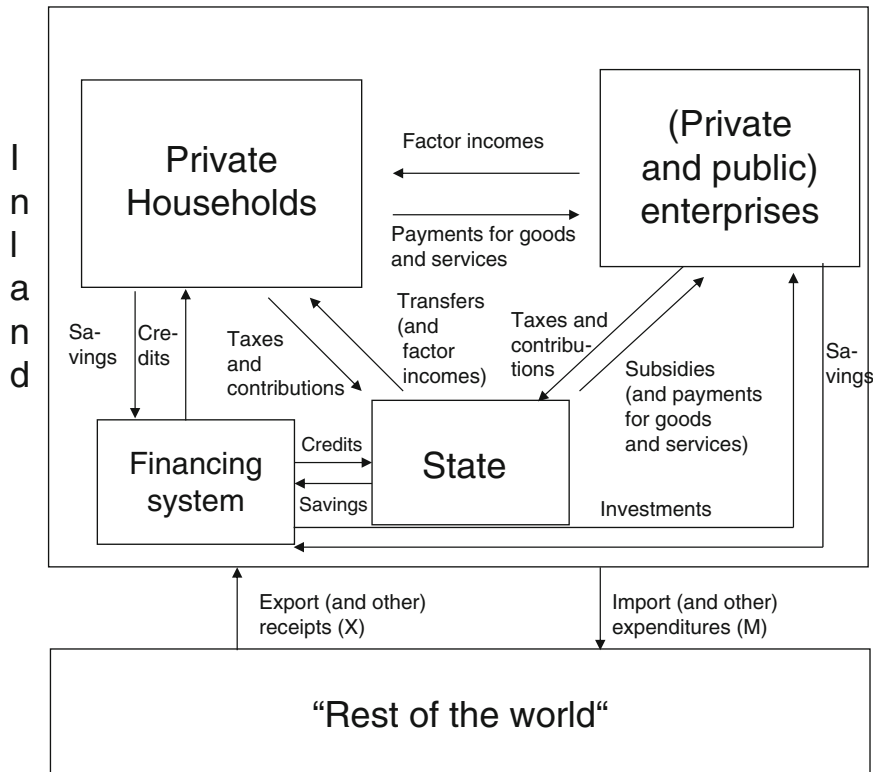 Inland
Private
Households
Factor incomes
Payments for goods
and services
(Private
and public)
enterprises
Sa-
vings
Cre-
dits
Taxes
and
contributions
Transfers
(and
factor
incomes)
Taxes and
contribu-
tions
Subsidies
(and payments
for goods
and services)
Sa-
vings
Financing
system
Credits
Savings
State
Investments
Export (and other)
receipts (X)
Import (and other)
expenditures (M)
“Rest of the world“